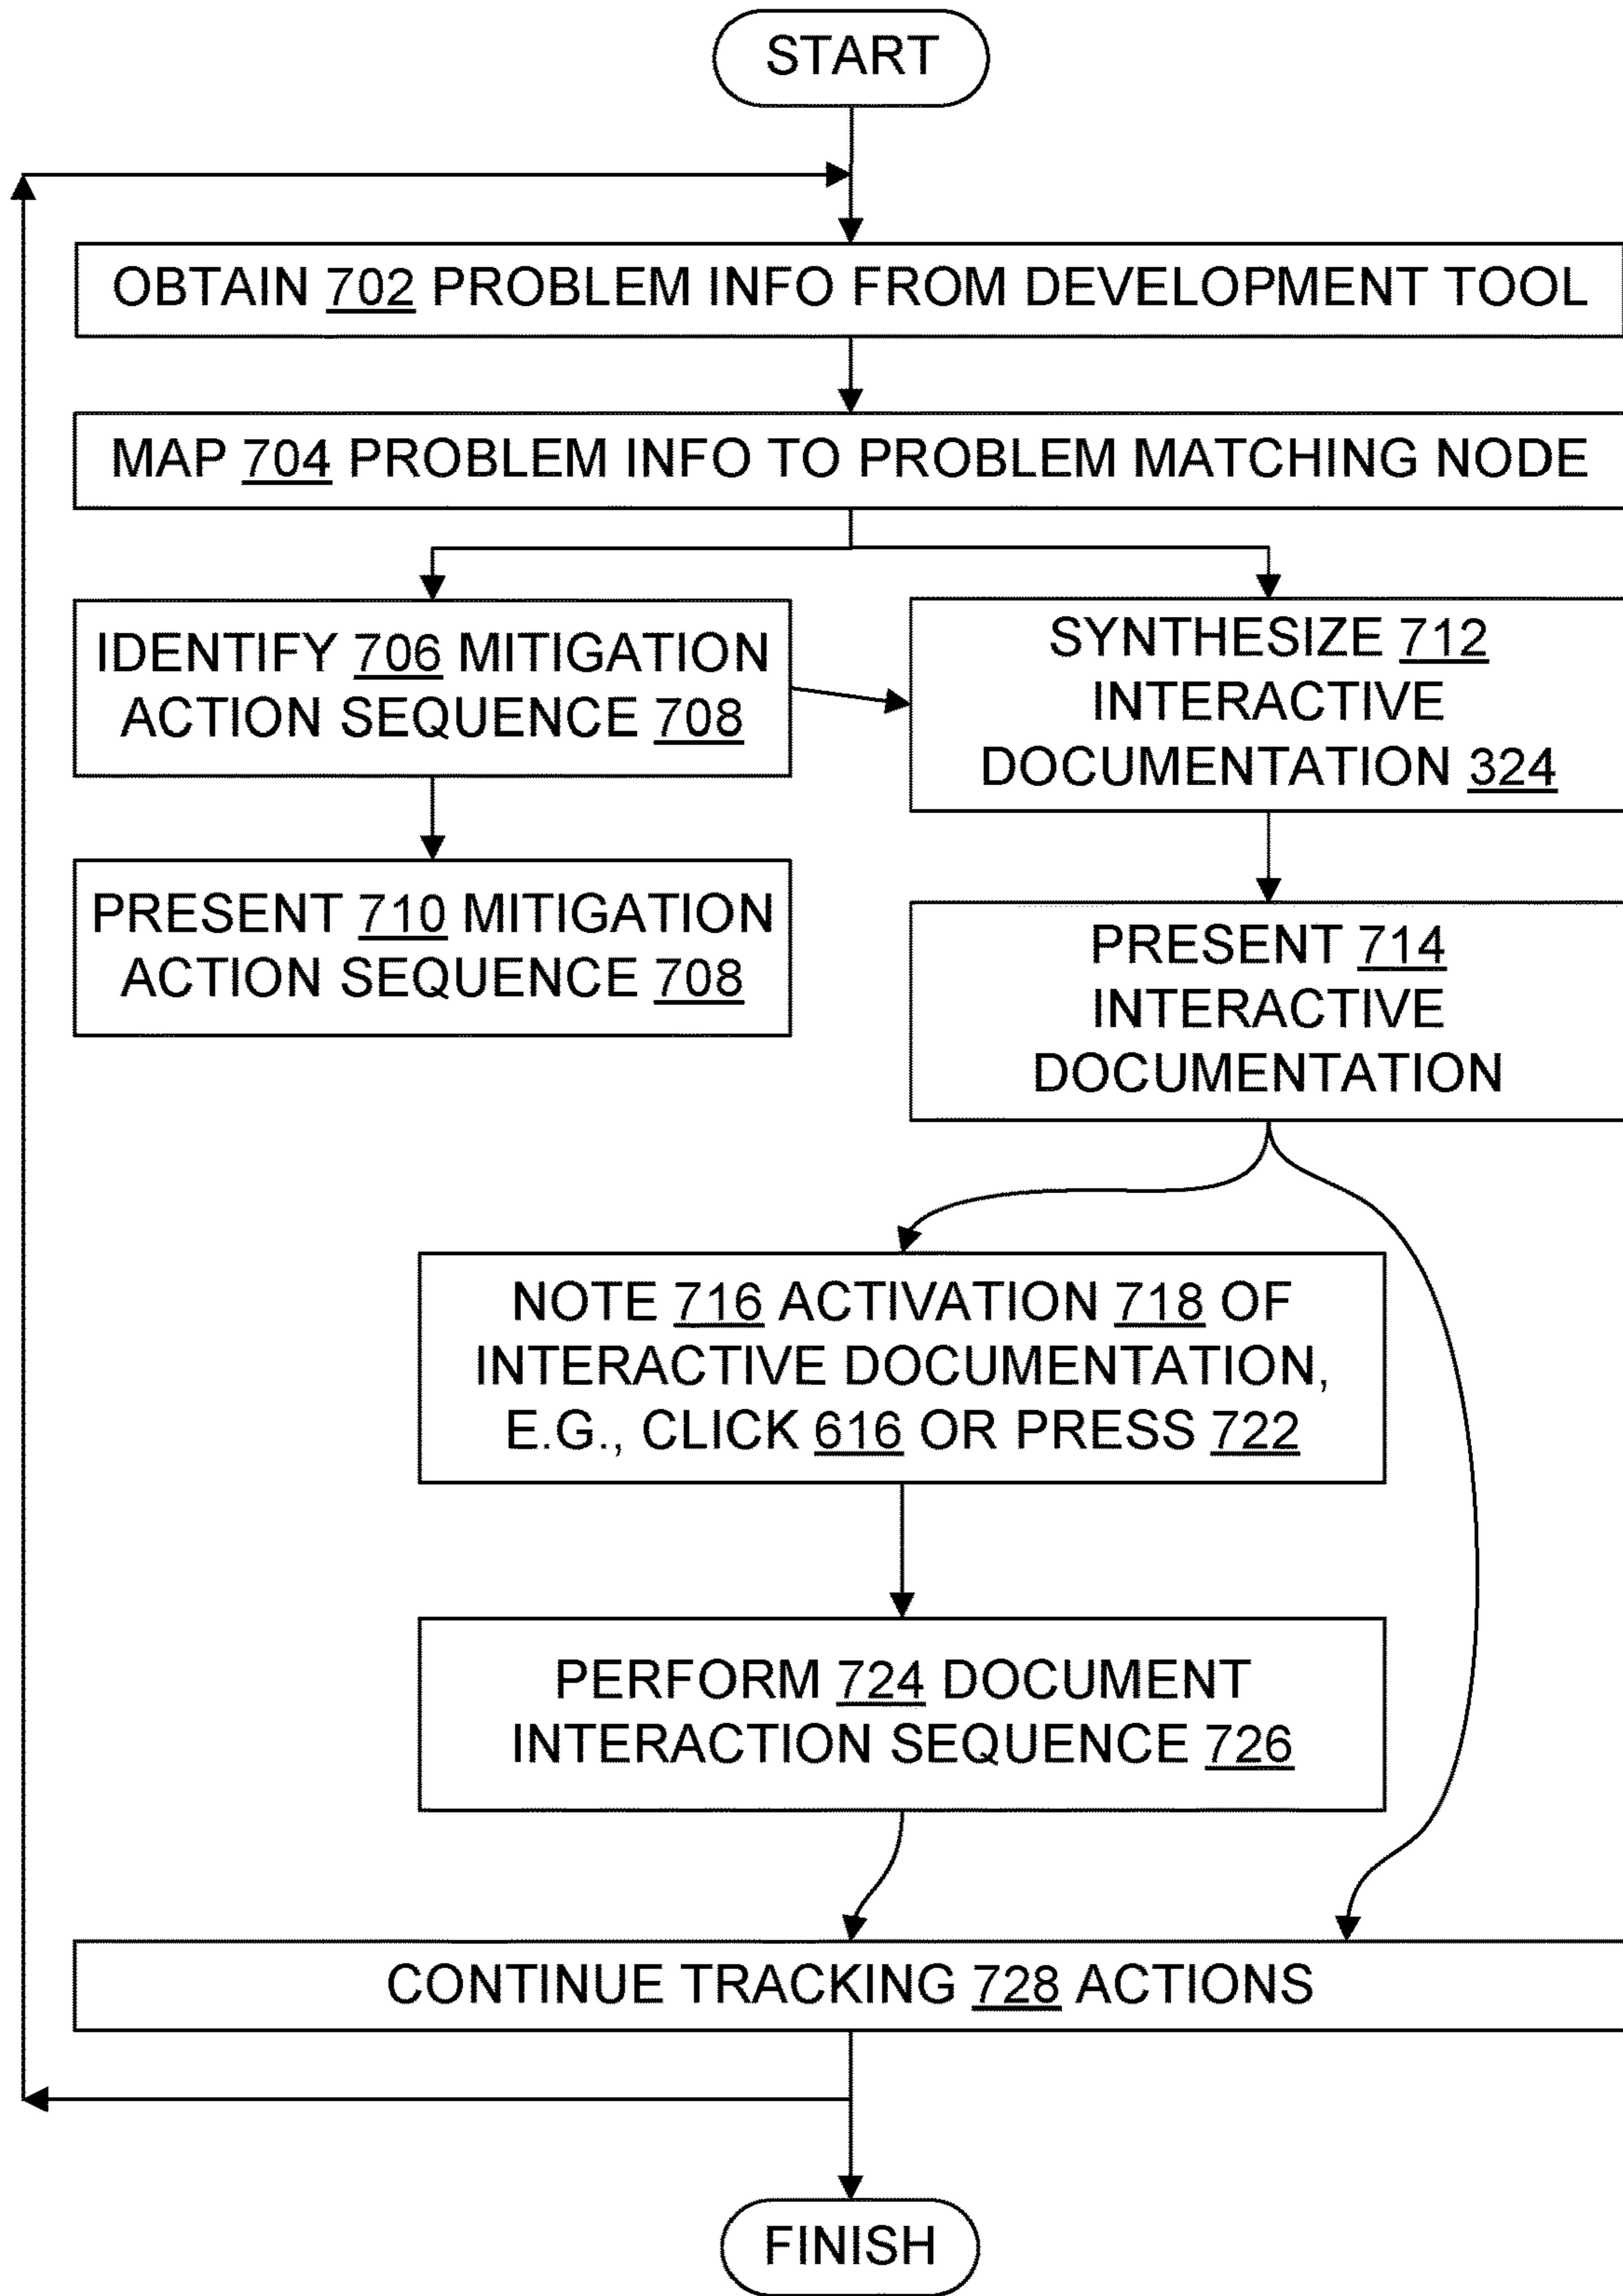 START
OBTAIN 702 PROBLEM INFO FROM DEVELOPMENT TOOL
MAP 704 PROBLEM INFO TO PROBLEM MATCHING NODE
IDENTIFY 706 MITIGATION
ACTION SEQUENCE 708
SYNTHESIZE 712
INTERACTIVE
DOCUMENTATION 324
PRESENT 710 MITIGATION
ACTION SEQUENCE 708
PRESENT 714
INTERACTIVE
DOCUMENTATION
NOTE 716 ACTIVATION 718 OF
INTERACTIVE DOCUMENTATION,
E.G., CLICK 616 OR PRESS 722
PERFORM 724 DOCUMENT
INTERACTION SEQUENCE 726
CONTINUE TRACKING 728 ACTIONS
FINISH